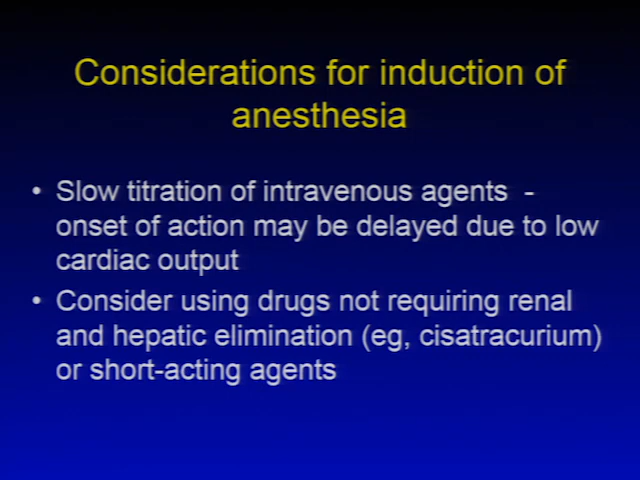 Considerations for induction of
anesthesia
• Slow titration of intravenous agents -
onset of action may be delayed due to low
cardiac output
• Consider using drugs not requiring renal
and hepatic elimination (eg, cisatracurium)
or short-acting agents